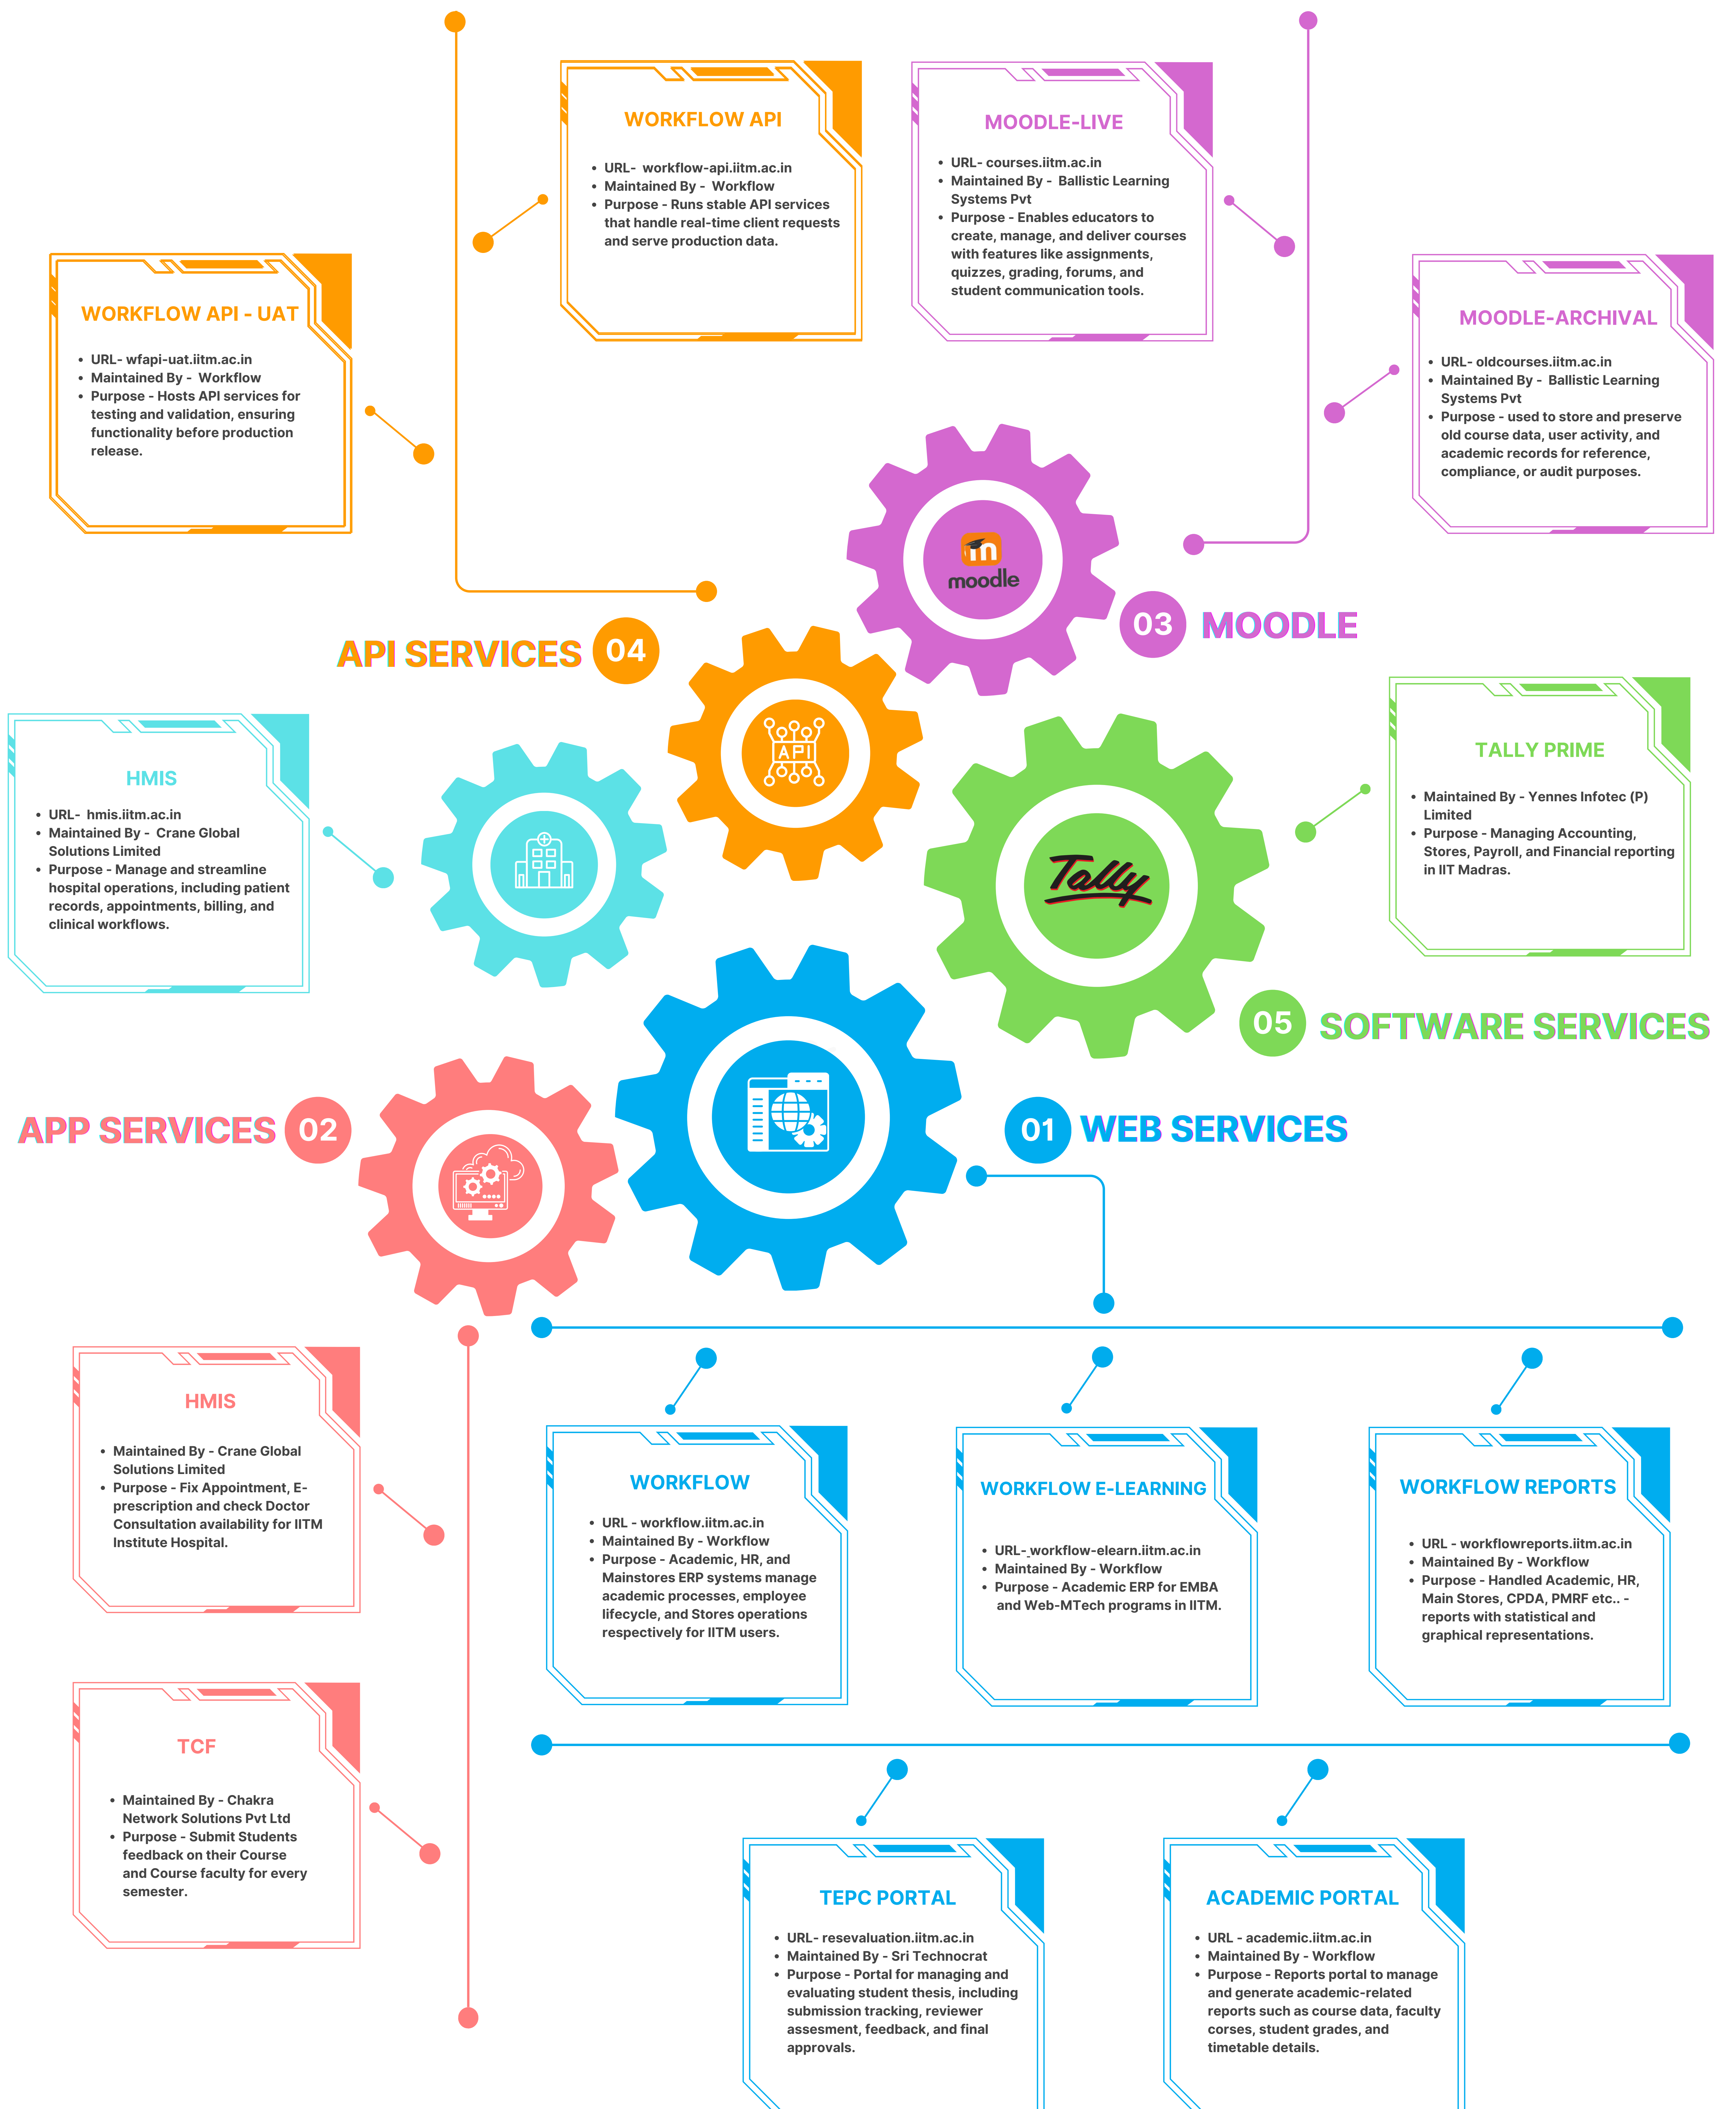 WORKFLOW API
• URL-  workflow-api.iitm.ac.in
• Maintained By -  Workflow
• Purpose - Runs stable API services
that handle real-time client requests
and serve production data.
MOODLE-LIVE
• URL- courses.iitm.ac.in
• Maintained By -  Ballistic Learning
Systems Pvt
• Purpose - Enables educators to
create, manage, and deliver courses
with features like assignments,
quizzes, grading, forums, and
student communication tools.
WORKFLOW API - UAT
• URL- wfapi-uat.iitm.ac.in
• Maintained By -  Workflow
• Purpose - Hosts API services for
testing and validation, ensuring
functionality before production
release.
MOODLE-ARCHIVAL
• URL- oldcourses.iitm.ac.in
• Maintained By -  Ballistic Learning
Systems Pvt
• Purpose - used to store and preserve
old course data, user activity, and
academic records for reference,
compliance, or audit purposes.
m
moodle
03 MOODLE
API SERVICES 04
API
HMIS
• URL-  hmis.iitm.ac.in
• Maintained By -  Crane Global
Solutions Limited
• Purpose - Manage and streamline
hospital operations, including patient
records, appointments, billing, and
clinical workflows.
TALLY PRIME
• Maintained By - Yennes Infotec (P)
Limited
• Purpose - Managing Accounting,
Stores, Payroll, and Financial reporting
in IIT Madras.
Tally
05 SOFTWARE SERVICES
APP SERVICES 02
01 WEB SERVICES
HMIS
• Maintained By - Crane Global
Solutions Limited
• Purpose - Fix Appointment, E-
prescription and check Doctor
Consultation availability for IITM
Institute Hospital.
TCF
• Maintained By - Chakra
Network Solutions Pvt Ltd
• Purpose - Submit Students
feedback on their Course
and Course faculty for every
semester.
WORKFLOW
• URL - workflow.iitm.ac.in
• Maintained By - Workflow
• Purpose - Academic, HR, and
Mainstores ERP systems manage
academic processes, employee
lifecycle, and Stores operations
respectively for IITM users.
WORKFLOW E-LEARNING
• URL- workflow-elearn.iitm.ac.in
• Maintained By - Workflow
• Purpose - Academic ERP for EMBA
and Web-MTech programs in IITM.
WORKFLOW REPORTS
• URL - workflowreports.iitm.ac.in
• Maintained By - Workflow
• Purpose - Handled Academic, HR,
Main Stores, CPDA, PMRF etc.. -
reports with statistical and
graphical representations.
TEPC PORTAL
• URL- resevaluation.iitm.ac.in
• Maintained By - Sri Technocrat
• Purpose - Portal for managing and
evaluating student thesis, including
submission tracking, reviewer
assesment, feedback, and final
approvals.
ACADEMIC PORTAL
• URL - academic.iitm.ac.in
• Maintained By - Workflow
• Purpose - Reports portal to manage
and generate academic-related
reports such as course data, faculty
corses, student grades, and
timetable details.